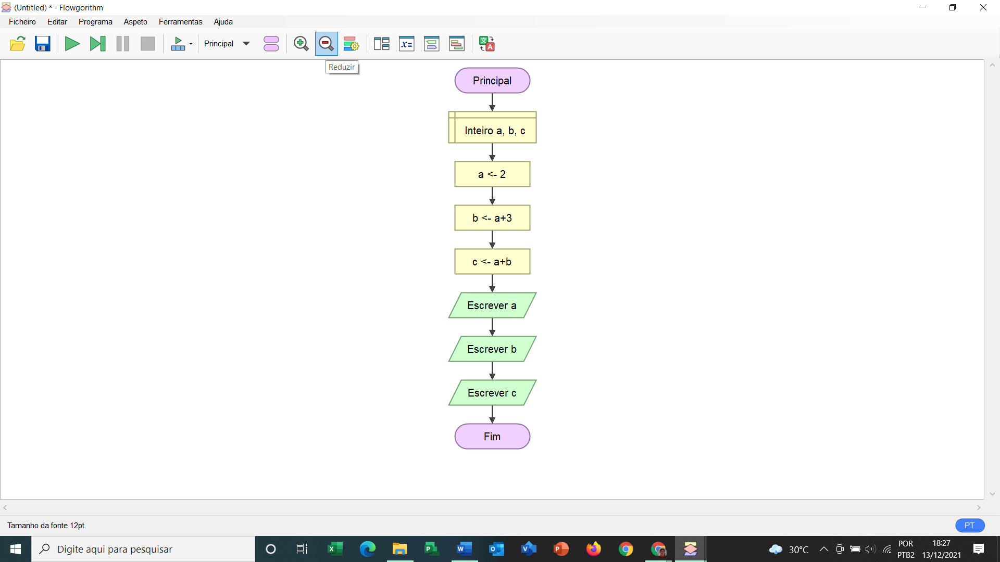 (Untitled) * - Flowgorithm
Ficheiro Editar Programa Aspeto Ferramentas Ajuda
Principal
Reduzir
Principal
Inteiro a, b, c
a <- 2
b <- a+3
c <- a+b
Escrever a
Escrever b
Escrever c
Fim
Tamanho da fonte 12pt.
PT
Digite aqui para pesquisar
30°C
POR
PTB2
18:27
13/12/2021